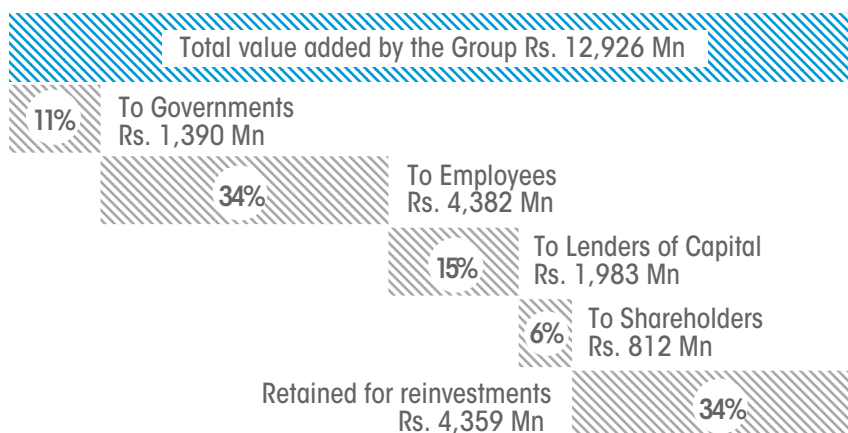 Total value added by the Group Rs. 12,926 Mn
11%
To Governments
Rs. 1,390 Mn
34%
To Employees
Rs. 4,382 Mn
15%
To Lenders of Capital
Rs. 1,983 Mn
6%
To Shareholders
Rs. 812 Mn
Retained for reinvestments
Rs. 4,359 Mn
34%